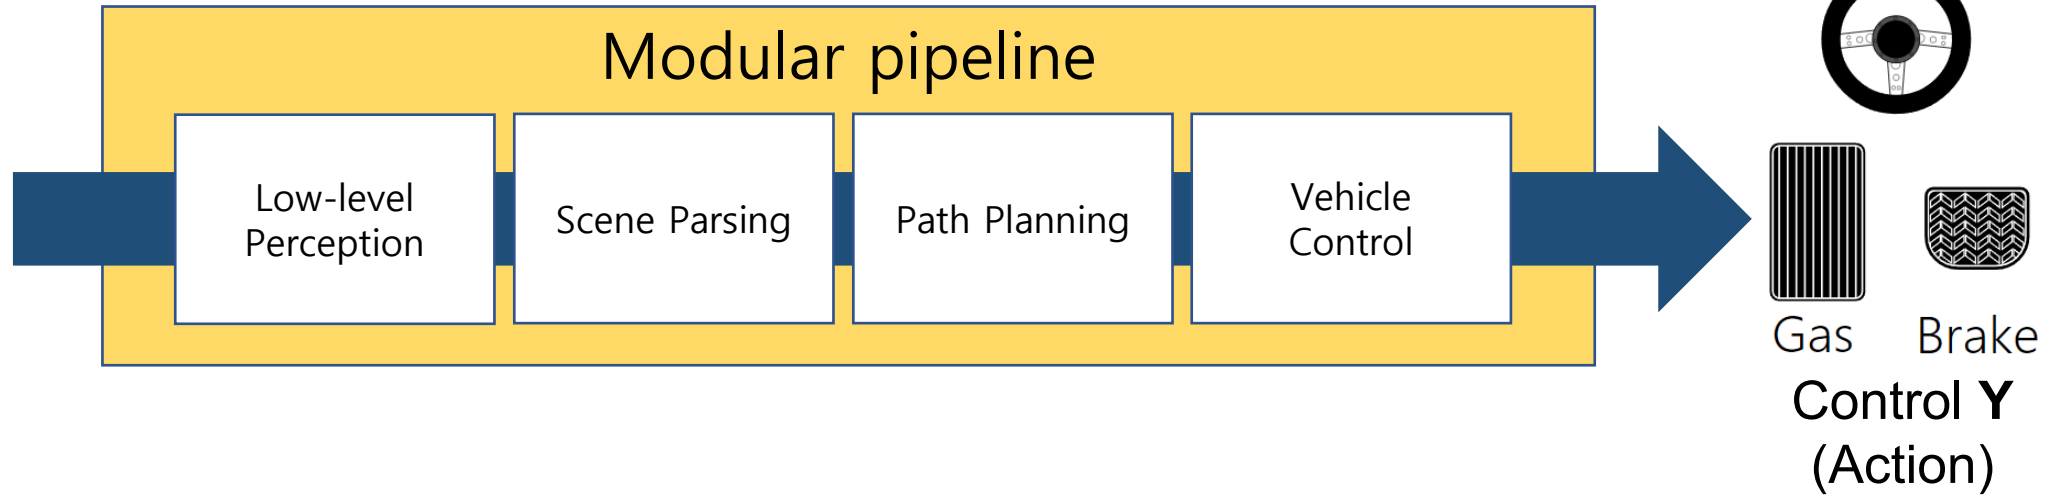 Modular pipeline
Low-level
Perception
Scene Parsing
Path Planning
Vehicle
Control
Gas
Brake
Control Y
(Action)